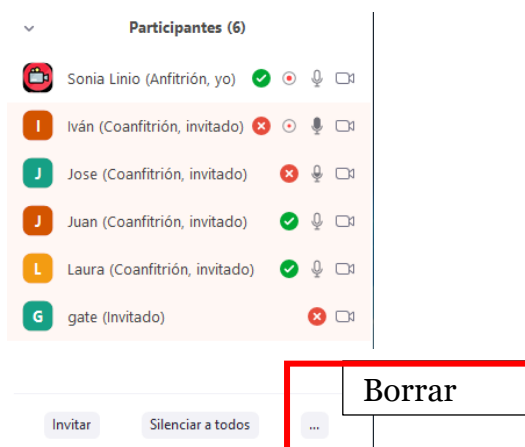 Participantes (6)
Sonia Linio (Anfitrión, yo)
I Iván (Coanfitrión, invitado)
J Jose (Coanfitrión, invitado)
J Juan (Coanfitrión, invitado)
L Laura (Coanfitrión, invitado)
G gate (Invitado)
Borrar
Invitar Silenciar a todos ...